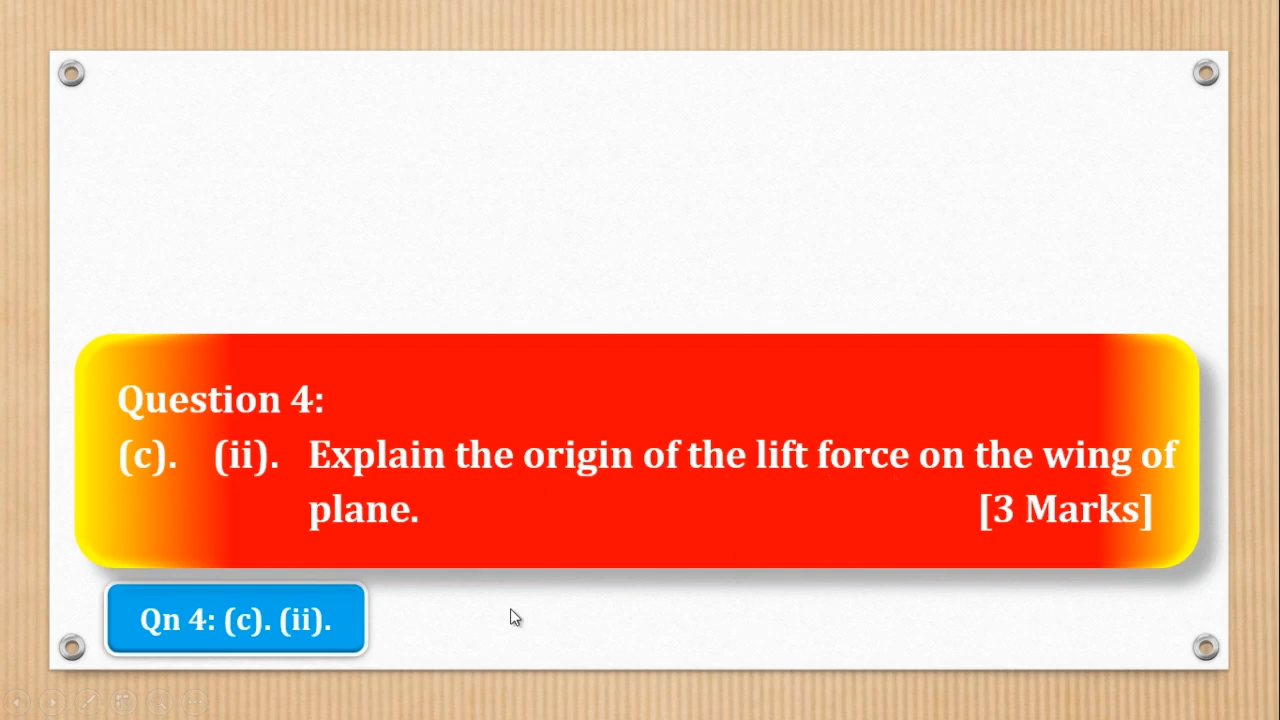 Question 4:
(c). (ii). Explain the origin of the lift force on the wing of
plane. [3 Marks]
Qn 4: (c). (ii).